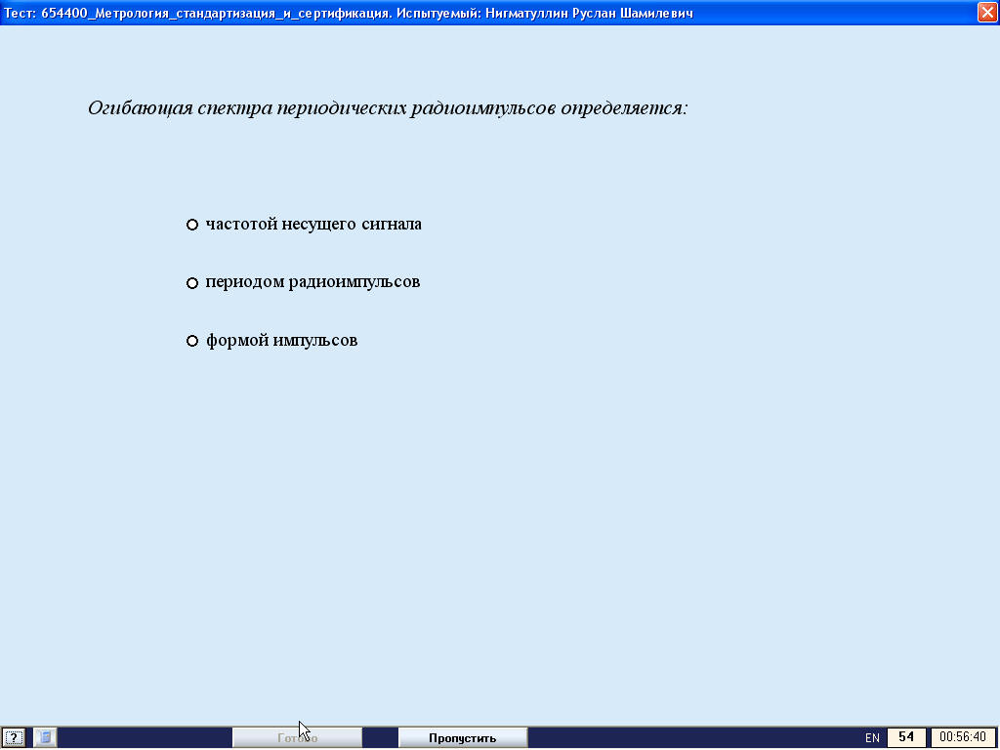 Тест: 654400_Метрология_стандартизация_и_сертификация. Испытуемый: Нигматуллин Руслан Шамилевич
Огибающая спектра периодических радиоимпульсов определяется:
частотой несущего сигнала
периодом радиоимпульсов
формой импульсов
? Готово Пропустить EN 54 00:56:40